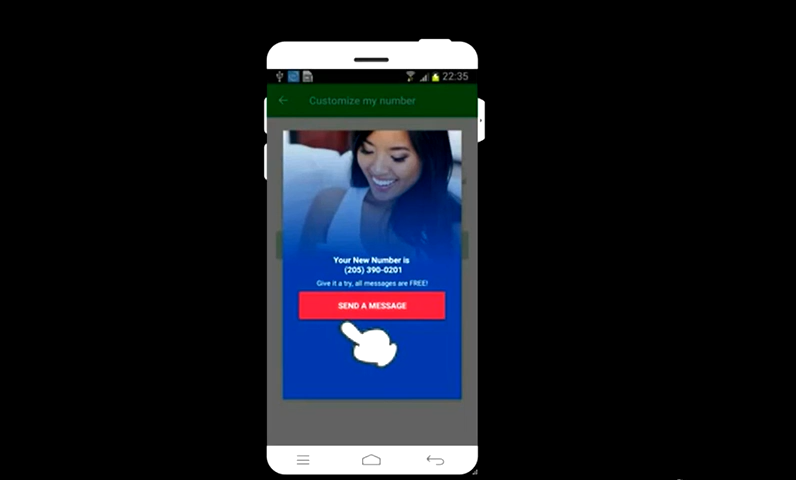 22:35
Customize my number
Your New Number is
(205) 390-0201
Give it a try, all messages are FREE!
SEND A MESSAGE